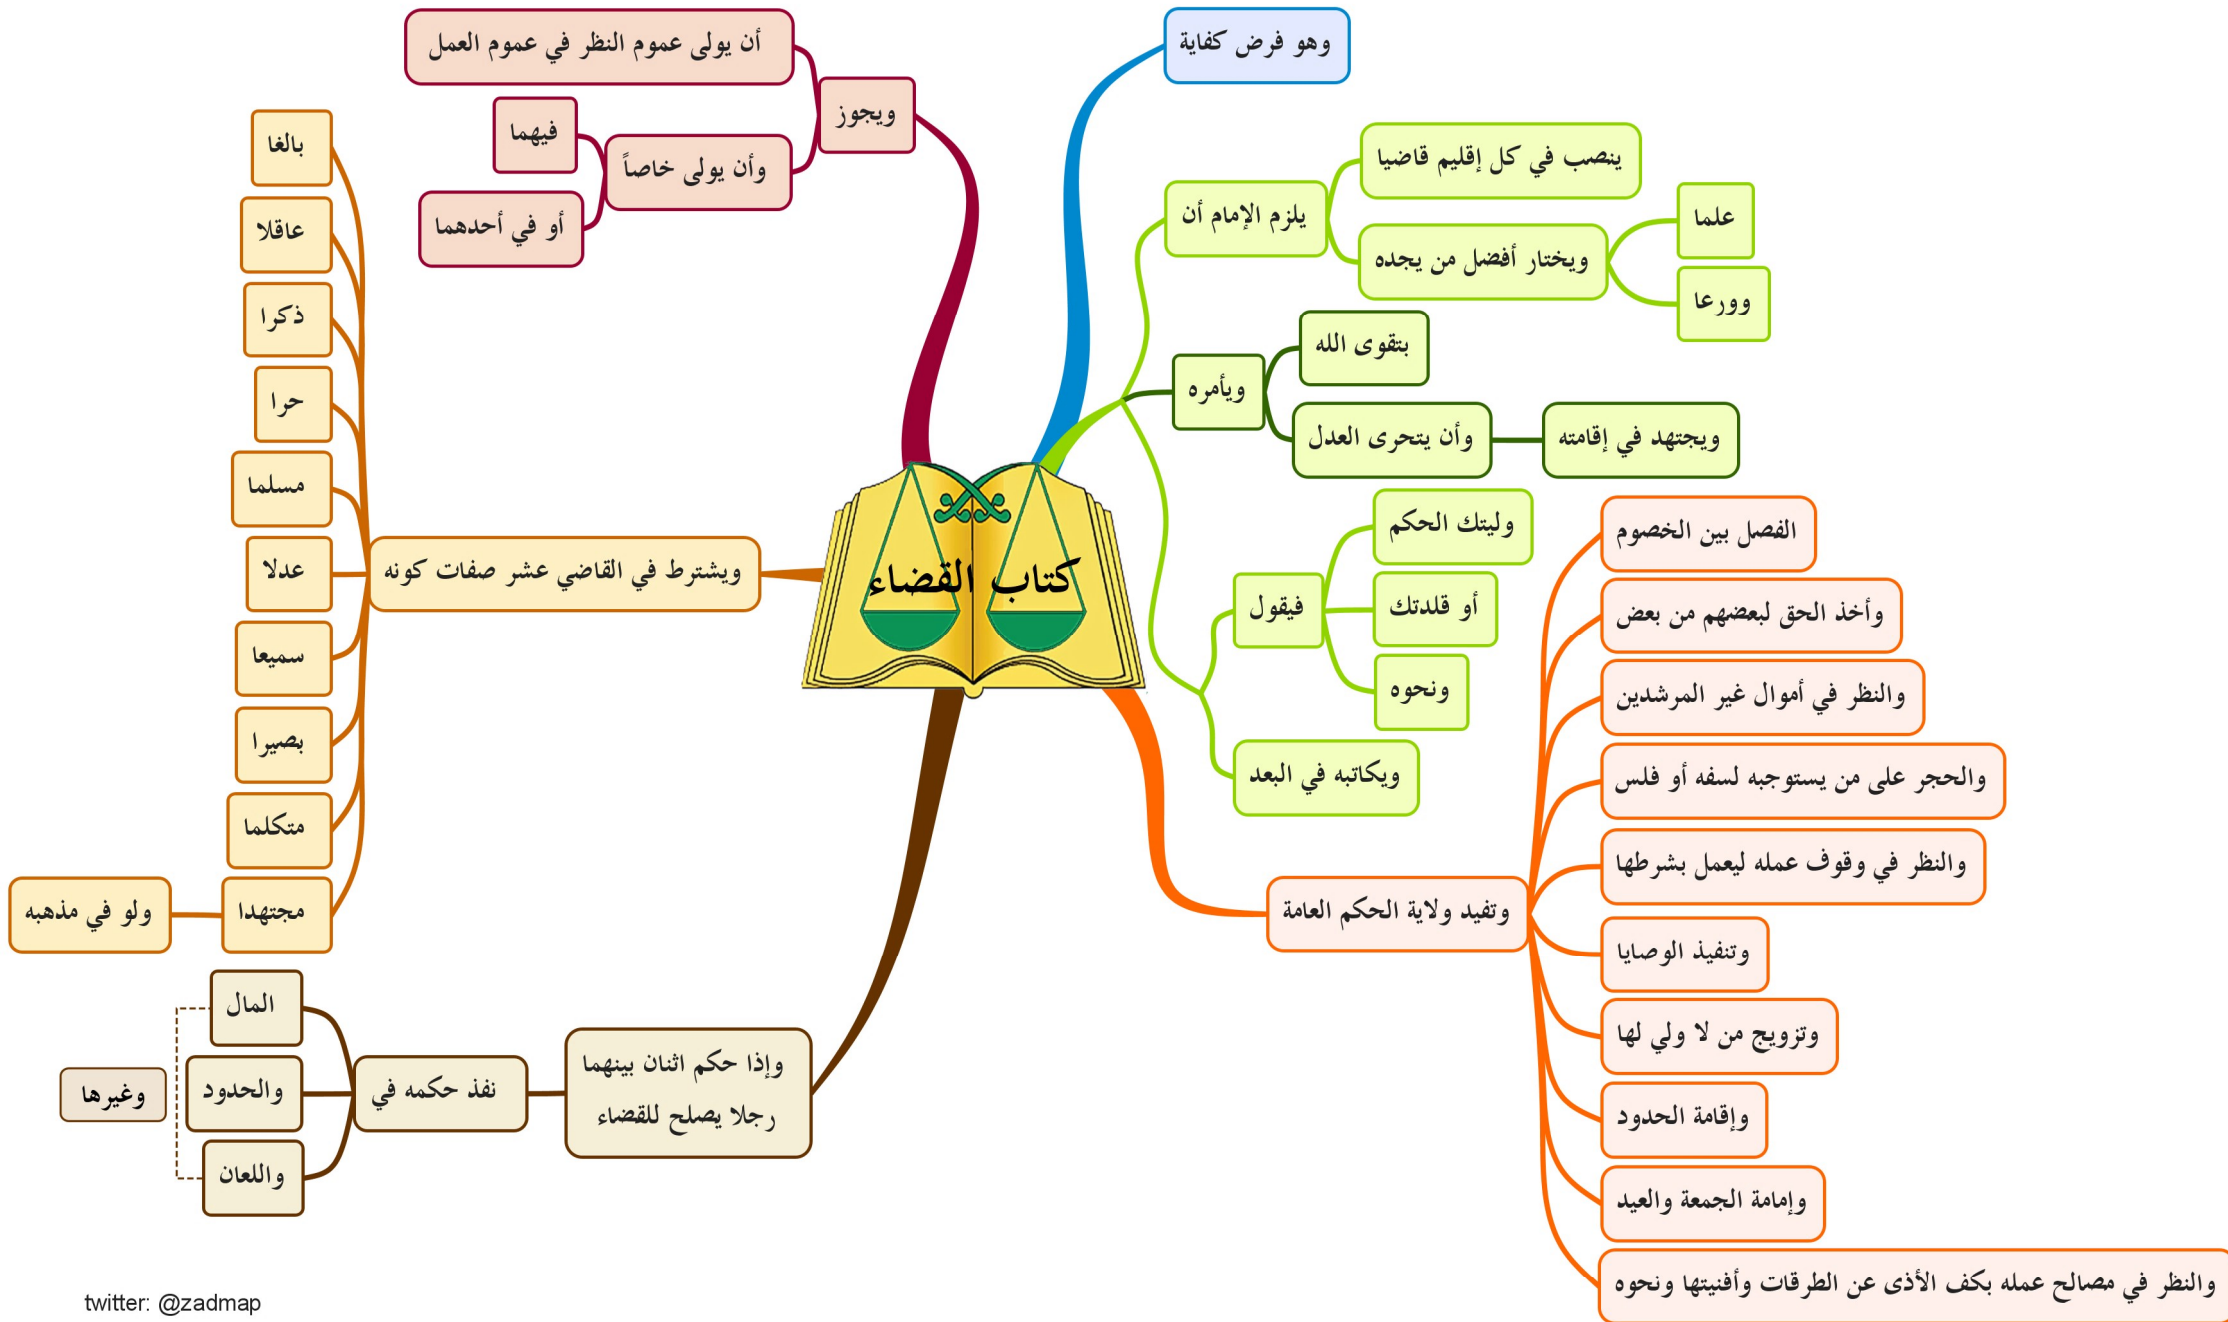 كتاب القضاء
وهو فرض كفاية
يلزم الإمام أن
ينصب في كل إقليم قاضيا
ويختار أفضل من يجده
علما
وورعا
ويأمره
بتقوى الله
وأن يتحرى العدل
ويجتهد في إقامته
فيقول
وليتك الحكم
أو قلدتك
ونحوه
ويكاتبه في البعد
وتفيد ولاية الحكم العامة
الفصل بين الخصوم
وأخذ الحق لبعضهم من بعض
والنظر في أموال غير المرشدين
والحجر على من يستوجبه لسفه أو فلس
والنظر في وقوف عمله ليعمل بشرطها
وتنفيذ الوصايا
وتزويج من لا ولي لها
وإقامة الحدود
وإمامة الجمعة والعيد
والنظر في مصالح عمله بكف الأذى عن الطرقات وأفنيتها ونحوه
ويجوز
أن يولى عموم النظر في عموم العمل
وأن يولى خاصاً
فيهما
أو في أحدهما
ويشترط في القاضي عشر صفات كونه
بالغا
عاقلا
ذكرا
حرا
مسلما
عدلا
سميعا
بصيرا
متكلما
مجتهدا
ولو في مذهبه
وإذا حكم اثنان بينهما
رجلا يصلح للقضاء
نفذ حكمه في
المال
والحدود
واللعان
وغيرها
twitter: @zadmap